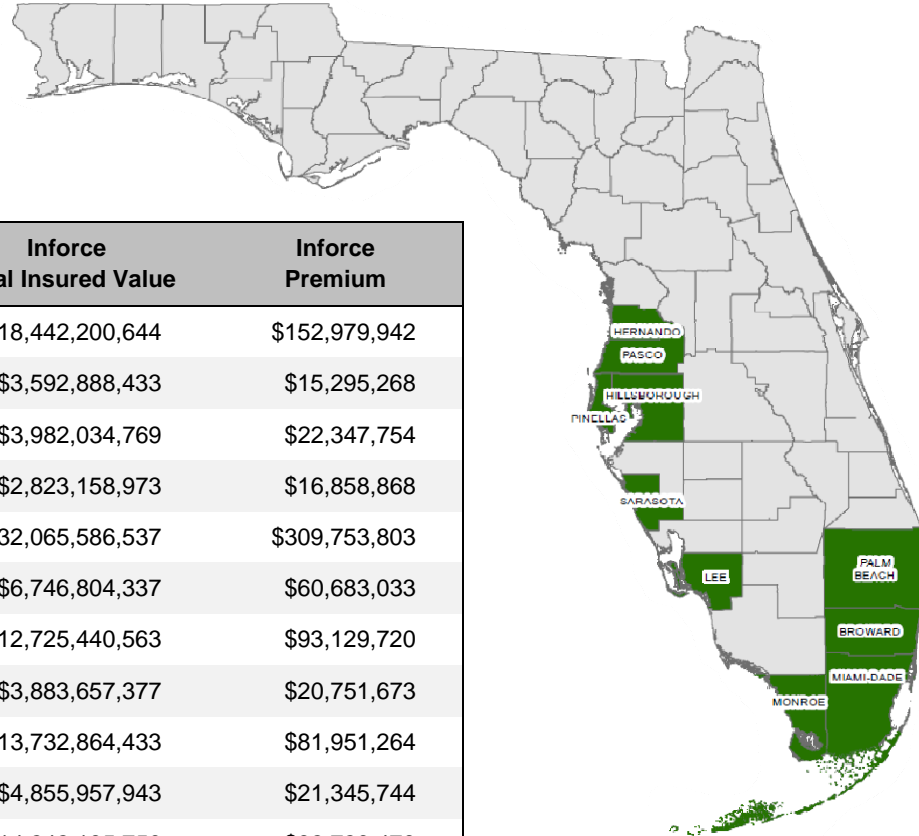 Inforce Inforce
al Insured Value Premium
18,442,200,644 $152,979,942
$3,592,888,433 $15,295,268
$3,982,034,769 $22,347,754
$2,823,158,973 $16,858,868
32,065,586,537 $309,753,803
$6,746,804,337 $60,683,033
12,725,440,563 $93,129,720
$3,883,657,377 $20,751,673
13,732,864,433 $81,951,264
$4,855,957,943 $21,345,744
HERNANDO
PASCO
HILLSBOROUGH
PINELLAS
SARASOTA
LEE
PALM
BEACH
BROWARD
MIAMI-DADE
MONROE